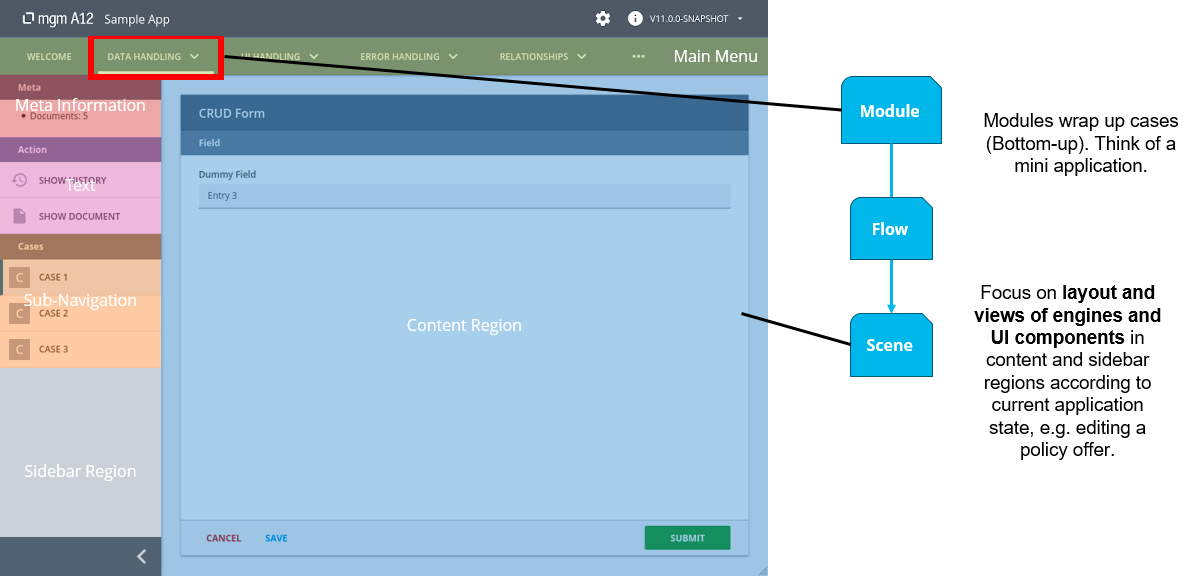 mgm A12 Sample App
V11.0.0-SNAPSHOT
WELCOME
DATA HANDLING
UI HANDLING
ERROR HANDLING
RELATIONSHIPS
Main Menu
Meta
Meta Information
Documents: 5
Action
SHOW HISTORY
Text
SHOW DOCUMENT
Cases
C CASE 1
Sub-Navigation
C CASE 2
C CASE 3
Sidebar Region
CRUD Form
Field
Dummy Field
Entry 3
Content Region
CANCEL
SAVE
SUBMIT
Module
Modules wrap up cases
(Bottom-up). Think of a
mini application.
Flow
Scene
Focus on layout and
views of engines and
UI components in
content and sidebar
regions according to
current application
state, e.g. editing a
policy offer.